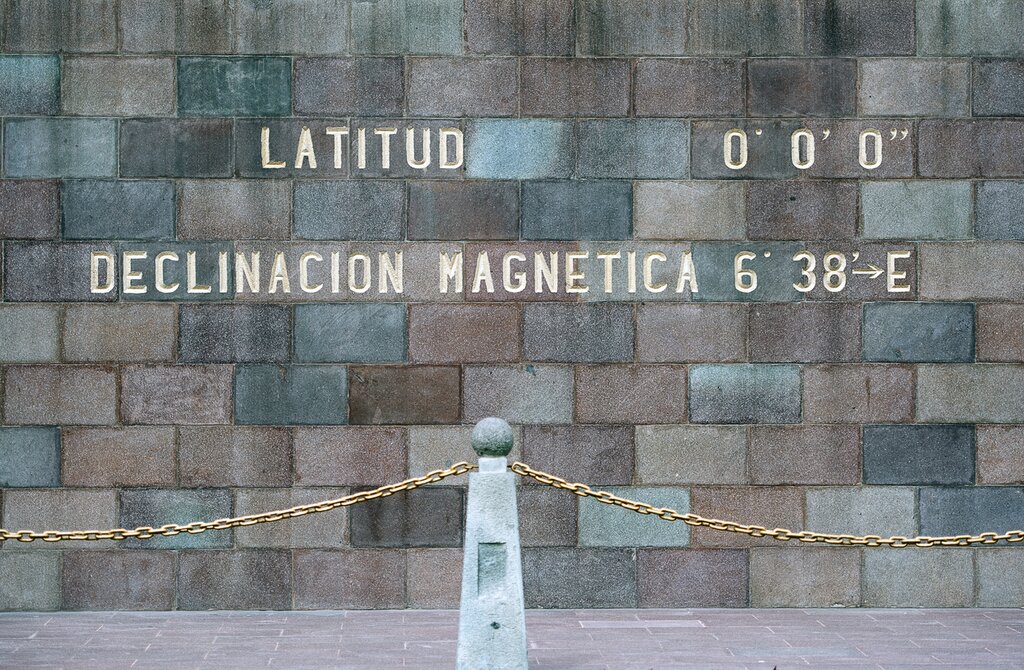 LATITUD 0° 0' 0"
DECLINACION MAGNETICA 6° 38'→E